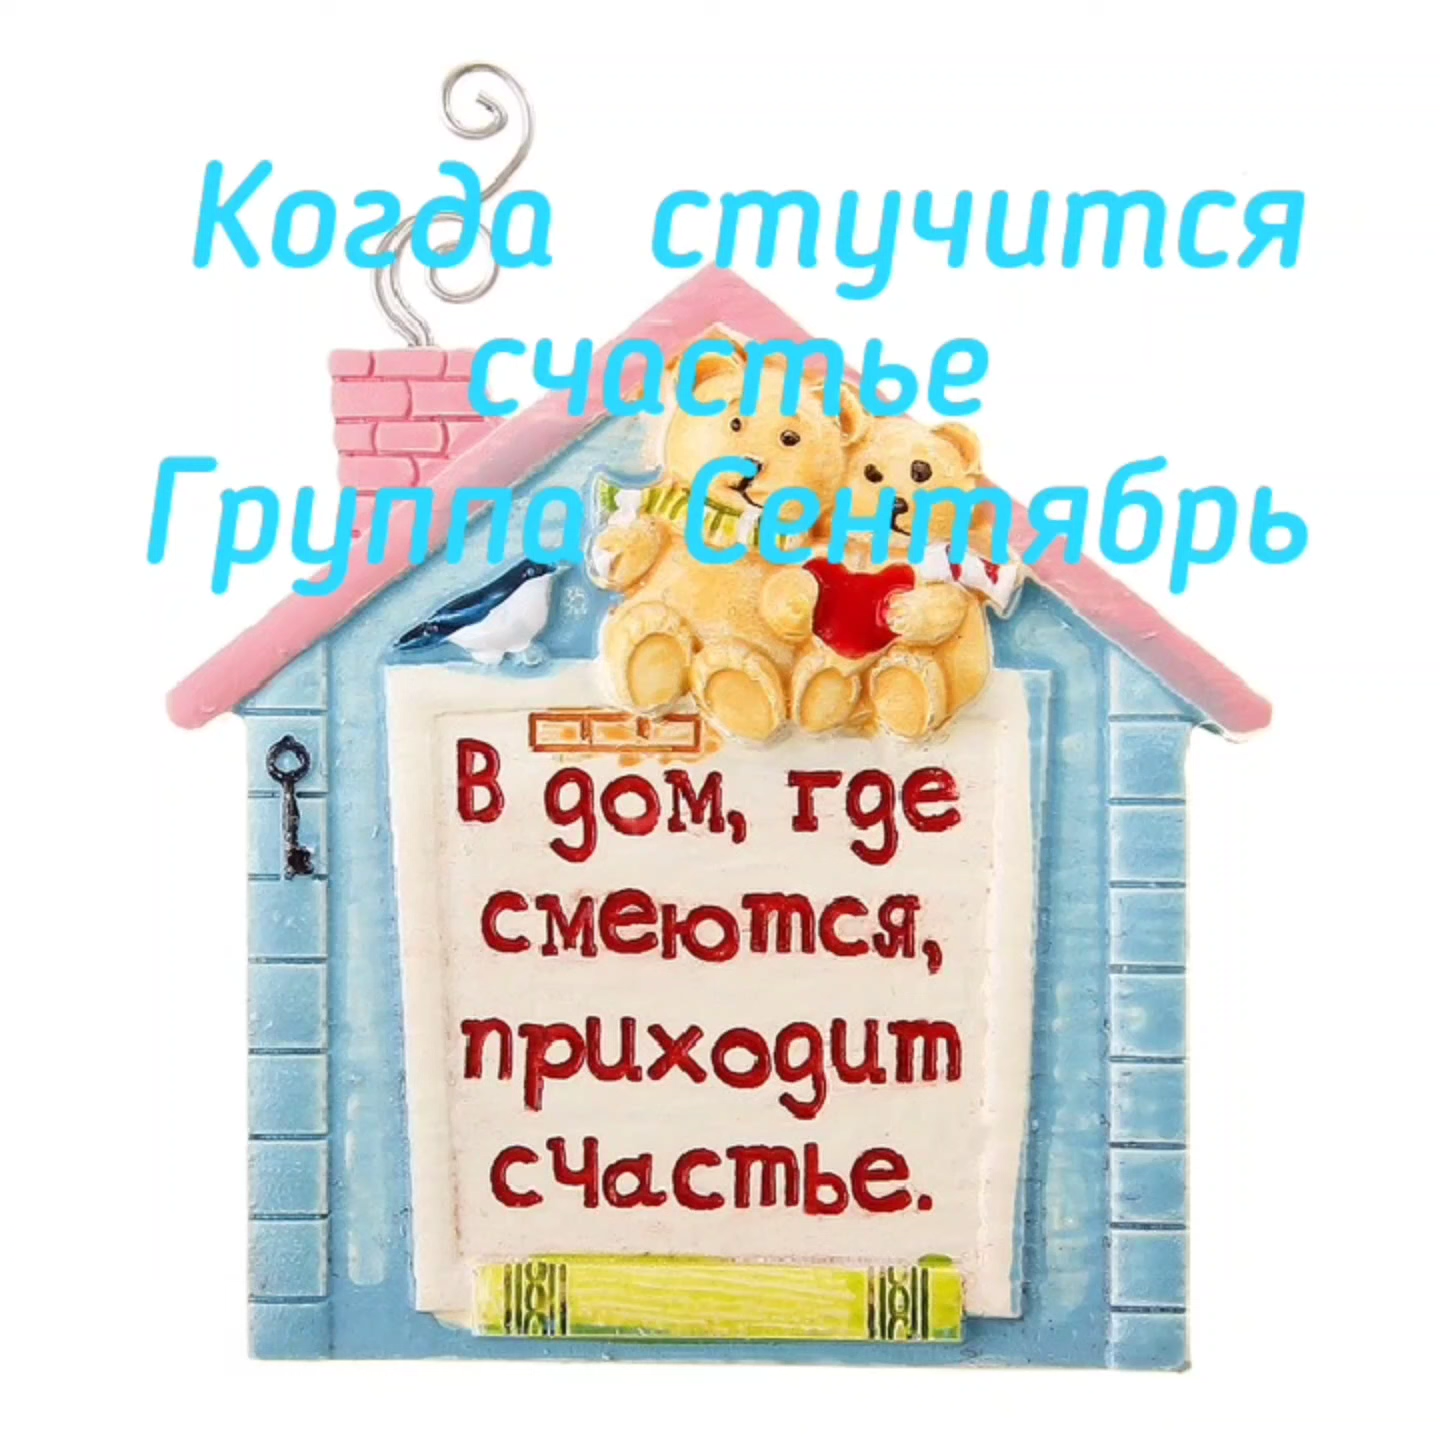 Когда стучится
счастье
Группа Сентябрь
В дом, где
смеются,
приходит
счастье.